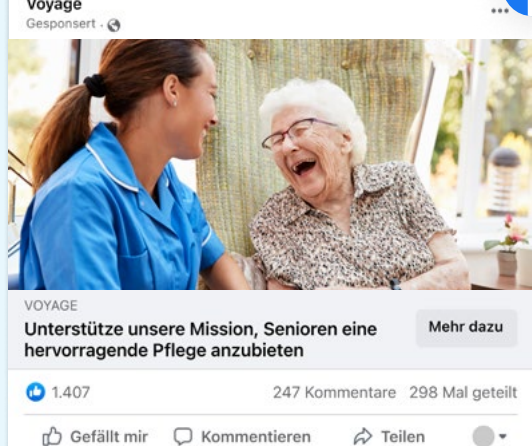 Voyage
Gesponsert ·
VOYAGE
Unterstütze unsere Mission, Senioren eine
hervorragende Pflege anzubieten
Mehr dazu
1.407
247 Kommentare 298 Mal geteilt
Gefällt mir Kommentieren Teilen